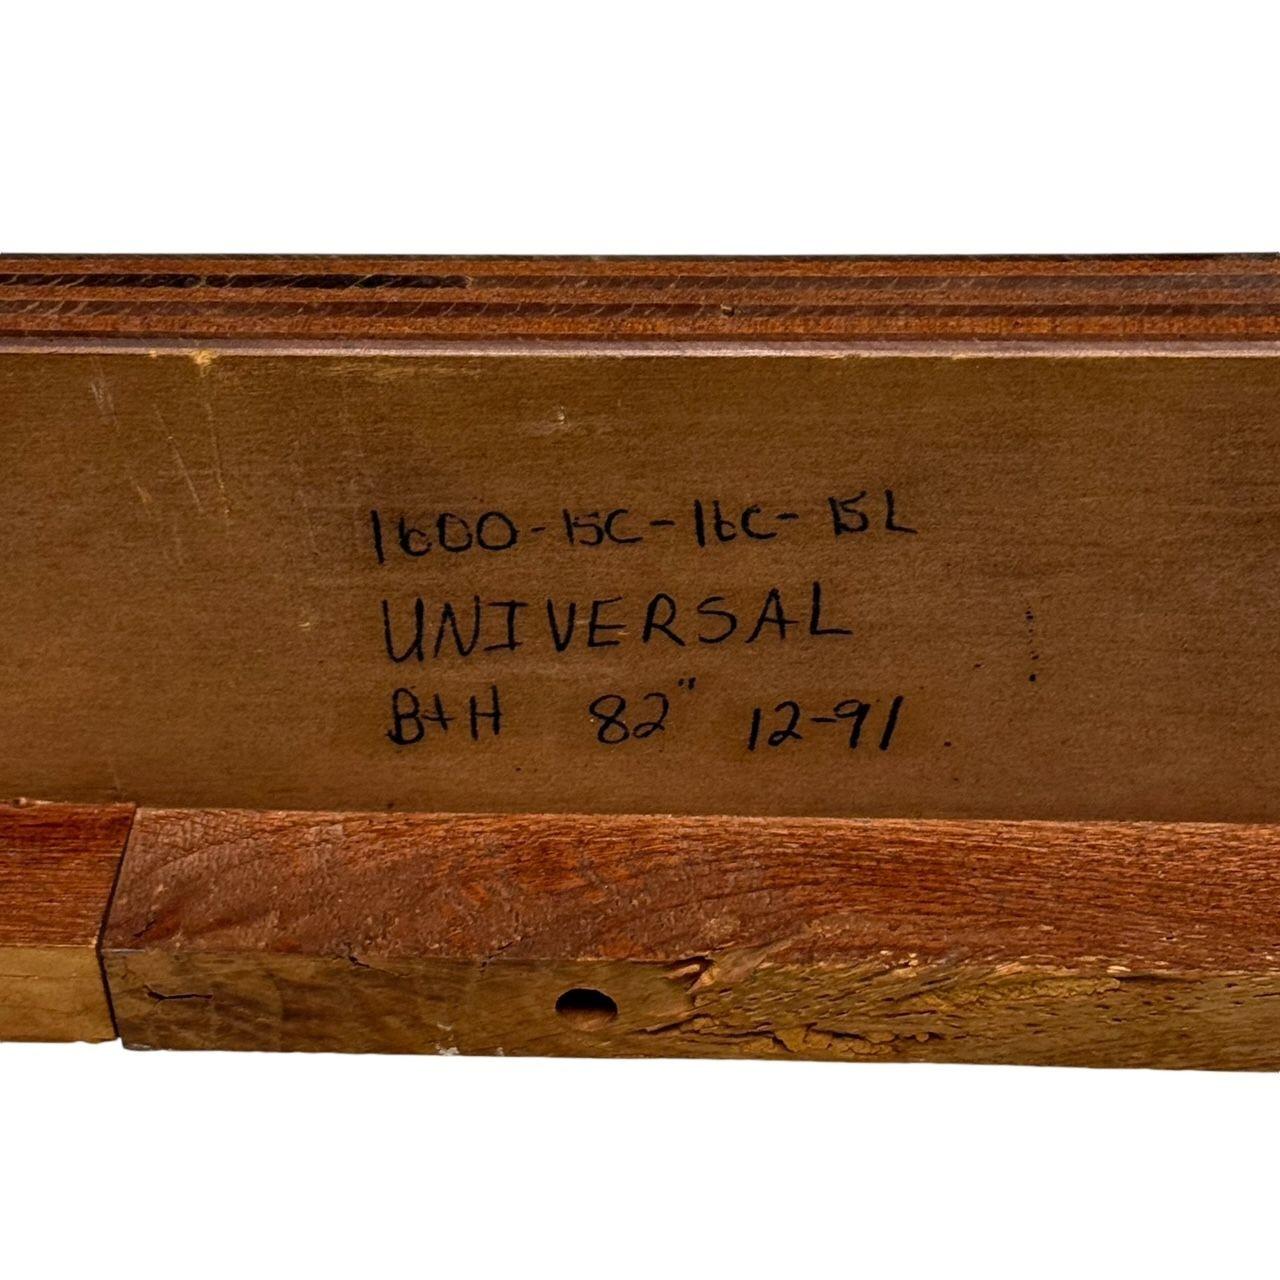 1600-15C-16C-15L
UNIVERSAL
B+H 82" 12-91